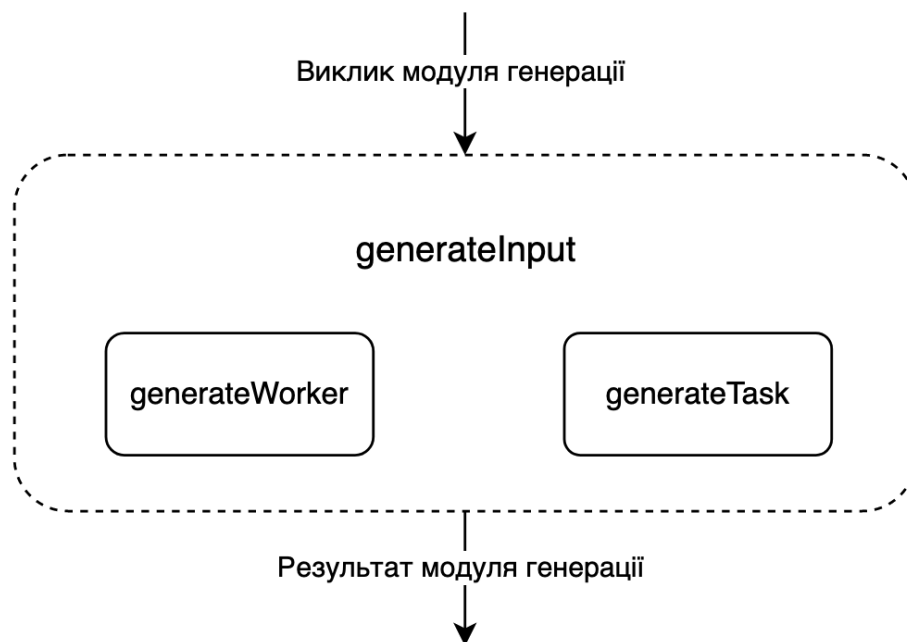 Виклик модуля генерації
generateInput
generateWorker
generateTask
Результат модуля генерації